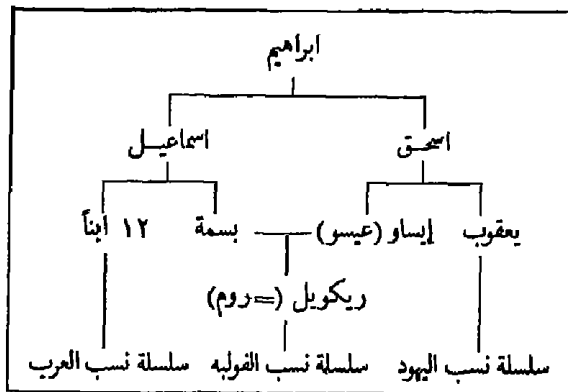 ابراهيم
اسحق اسماعيل
يعقوب إيساو (عيسو) بسمة ١٢ ابناً
ريكويل (=روم)
سلسلة نسب اليهود سلسلة نسب الفولبه سلسلة نسب العرب